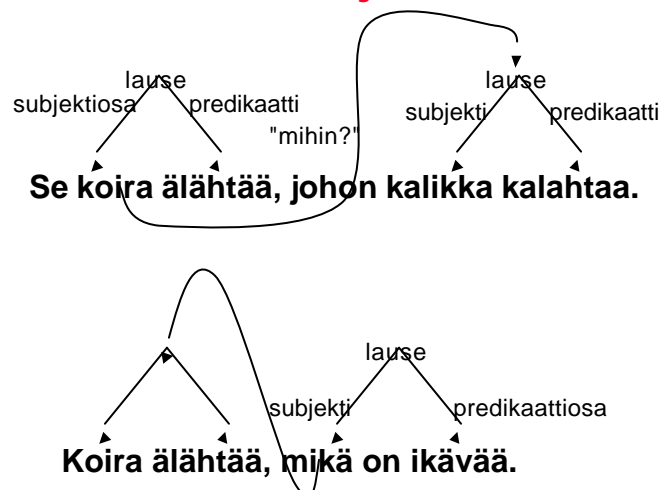 lause lause
subjektiosa predikaatti subjekti predikaatti
"mihin?"
Se koira älähtää, johon kalikka kalahtaa.
lause
subjekti predikaattiosa
Koira älähtää, mikä on ikävää.